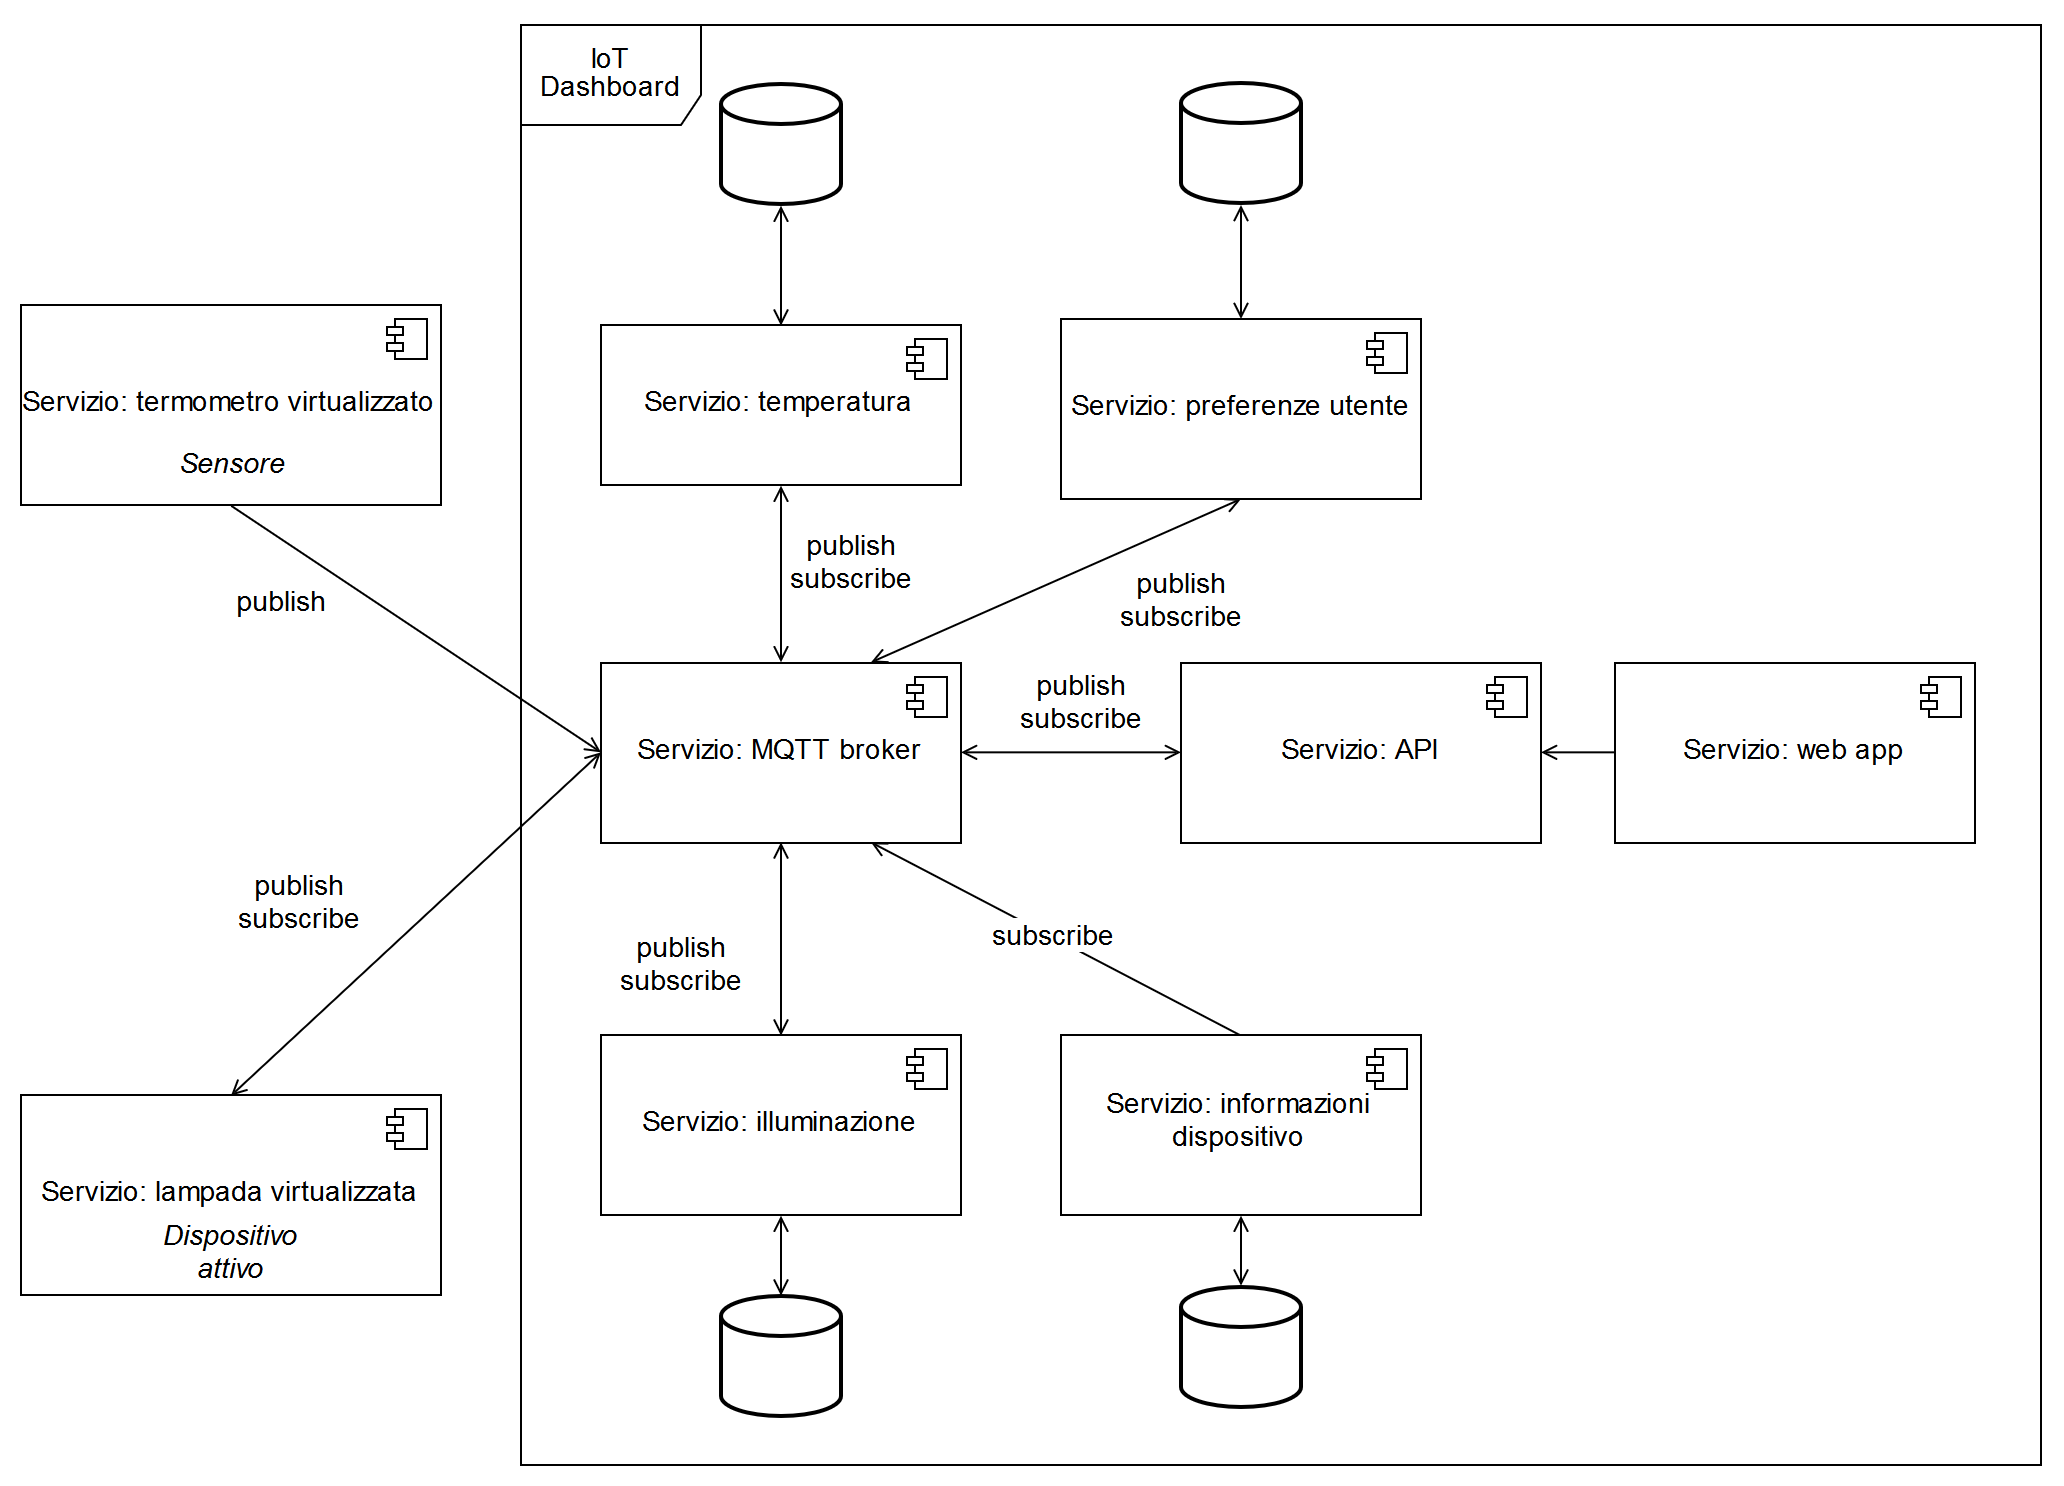 IoT
Dashboard
Servizio: termometro virtualizzato
Sensore
Servizio: temperatura
Servizio: preferenze utente
publish
publish
subscribe
publish
subscribe
publish
subscribe
Servizio: MQTT broker
Servizio: API
Servizio: web app
publish
subscribe
publish
subscribe
subscribe
Servizio: illuminazione
Servizio: informazioni
dispositivo
Servizio: lampada virtualizzata
Dispositivo
attivo